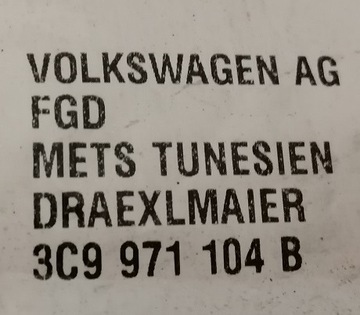 VOLKSWAGEN AG
FGD
METS TUNESIEN
DRAEXLMAIER
3C9 971 104 B